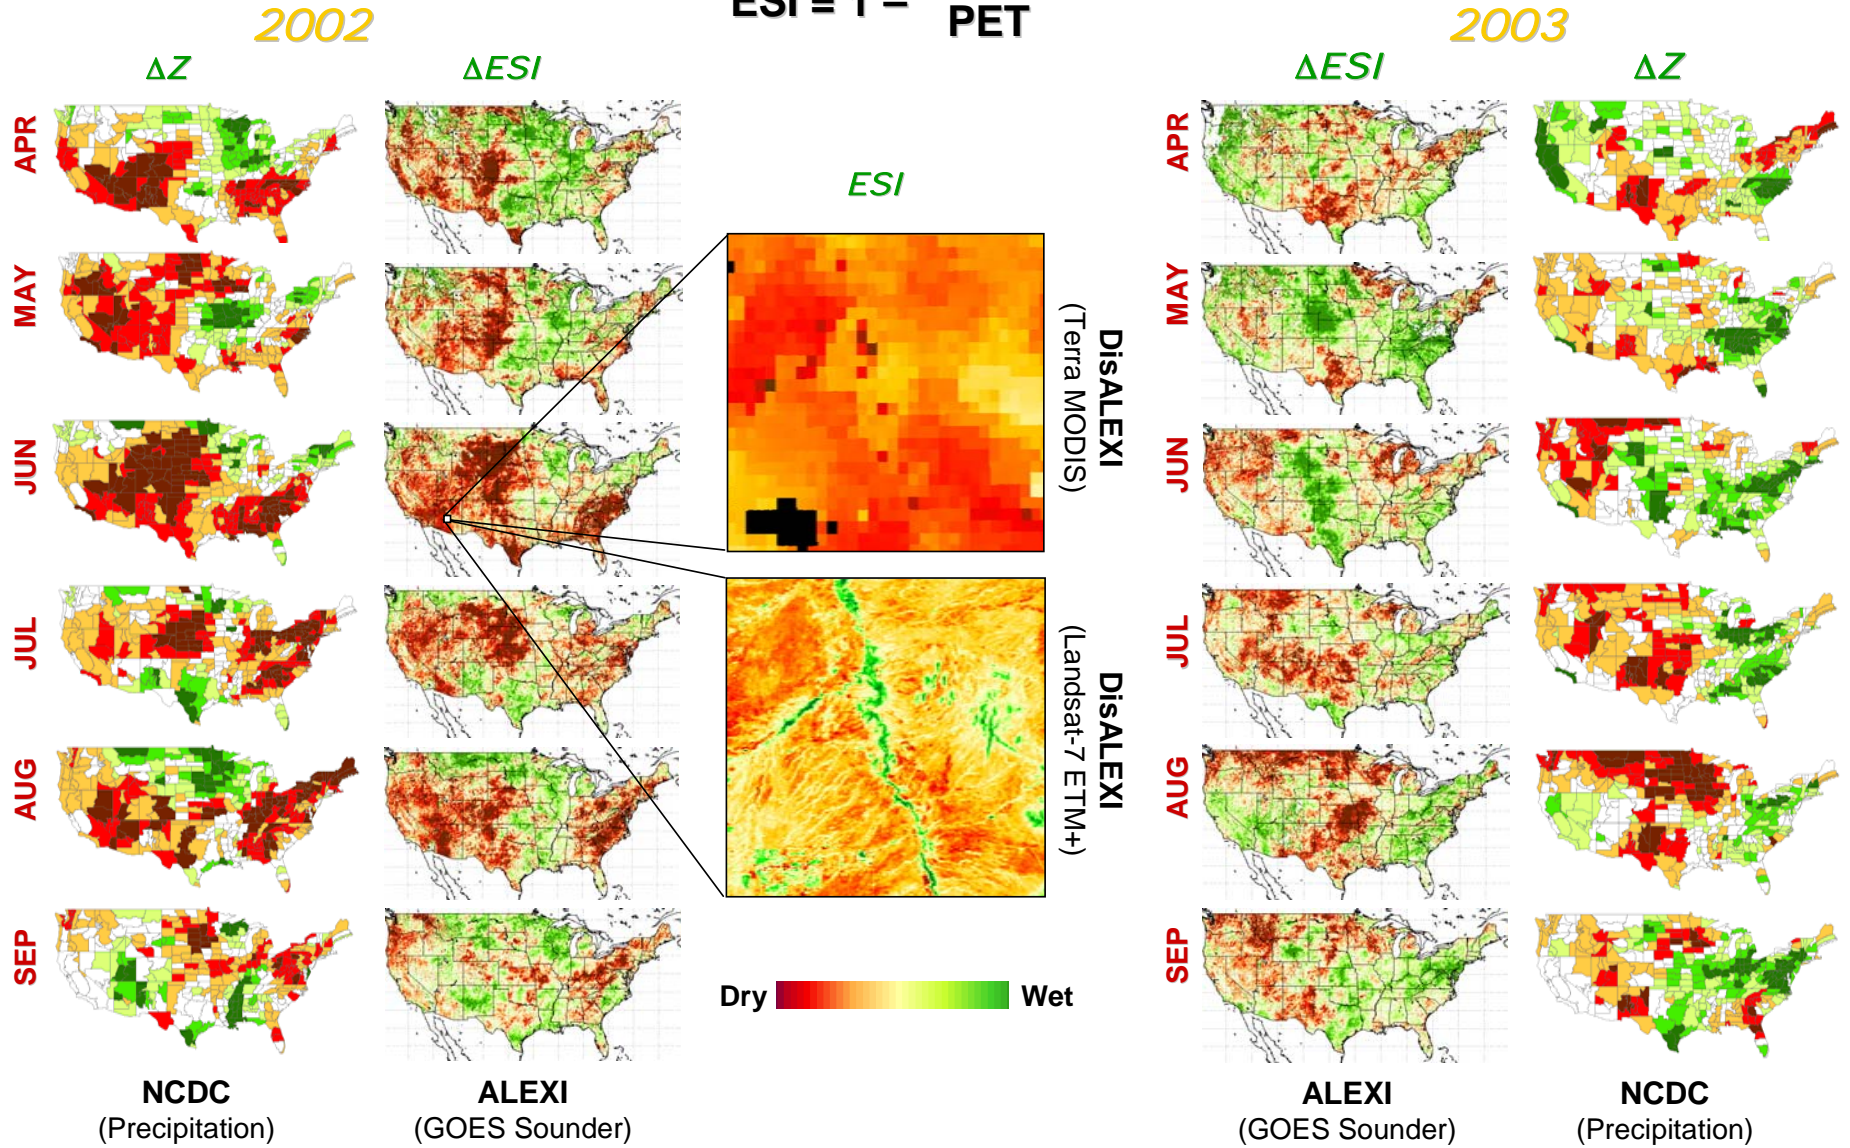 ESI = 1 –
PET
2002
2003
ΔZ
ΔESI
ΔESI
ΔZ
APR
MAY
JUN
JUL
AUG
SEP
ESI
DisALEXI
(Terra MODIS)
DisALEXI
(Landsat-7 ETM+)
Dry
Wet
APR
MAY
JUN
JUL
AUG
SEP
NCDC
(Precipitation)
ALEXI
(GOES Sounder)
ALEXI
(GOES Sounder)
NCDC
(Precipitation)